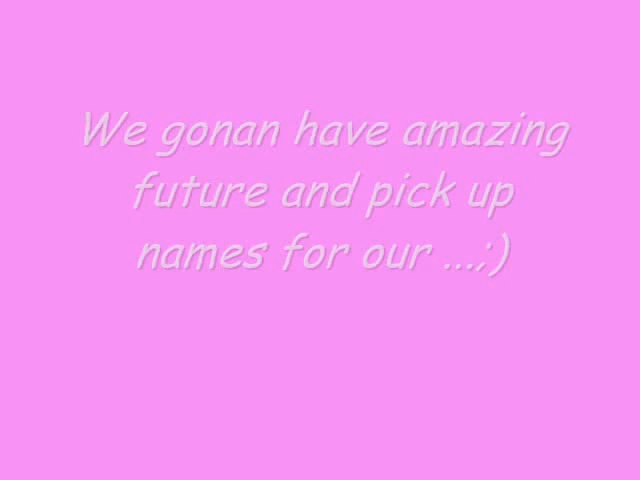 We gonan have amazing
future and pick up
names for our ...;)